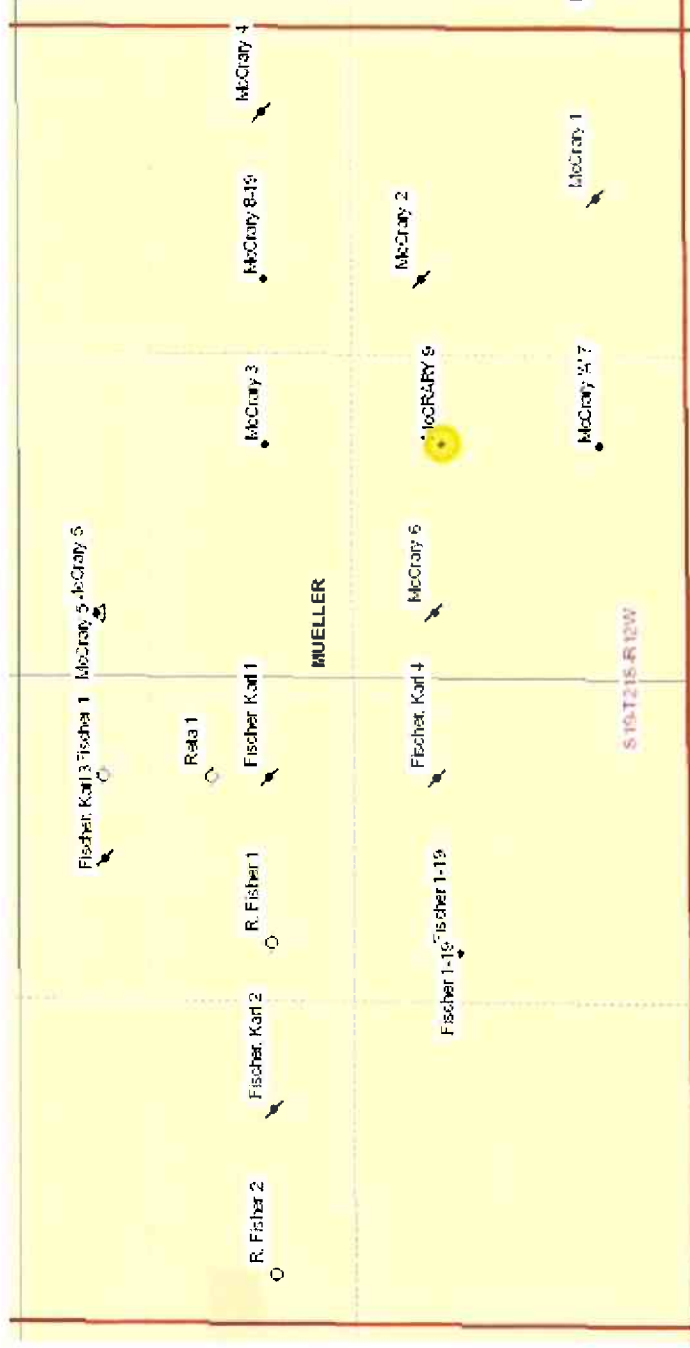 McCrary 4
McCrary 8-19
McCrary 2
McCrary 1
McCrary 3
McCRARY 9
McCrary 'A' 7
McCrary 5
McCrary 6
MUELLER
Fischer 1
Fischer, Karl 3
Reta 1
Fischer, Karl 1
Fischer, Karl 4
S19-T21S-R12W
R. Fisher 1
Fischer 1-19
Fischer 1-19
Fischer, Karl 2
R. Fisher 2